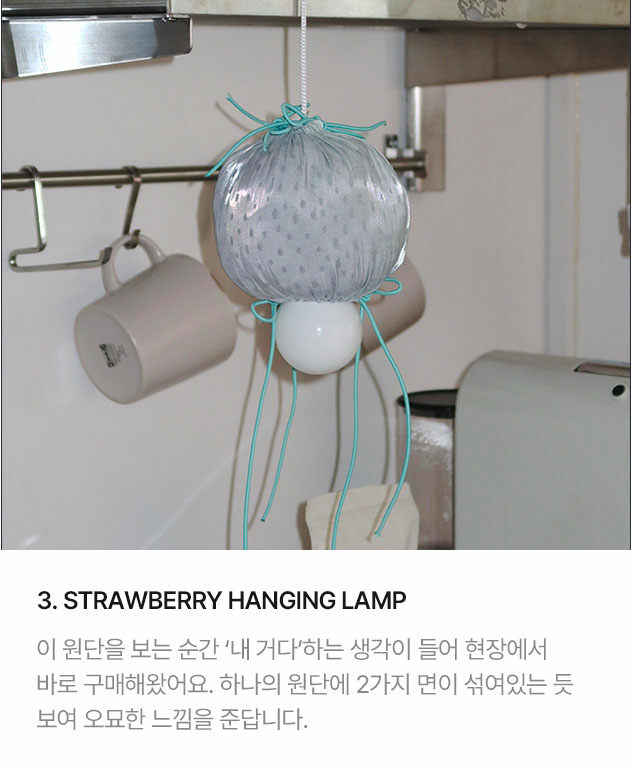 3. STRAWBERRY HANGING LAMP
이 원단을 보는 순간 ‘내 거다’하는 생각이 들어 현장에서
바로 구매해왔어요. 하나의 원단에 2가지 면이 섞여있는 듯
보여 오묘한 느낌을 준답니다.